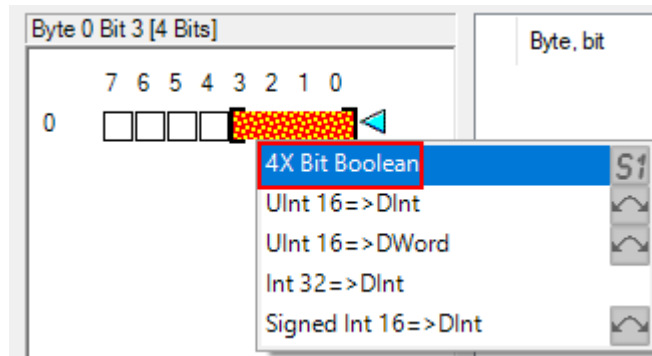 Byte 0 Bit 3 [4 Bits]
Byte, bit
7 6 5 4 3 2 1 0
0
4X Bit Boolean S1
UInt 16=>DInt
UInt 16=>DWord
Int 32=>DInt
Signed Int 16=>DInt